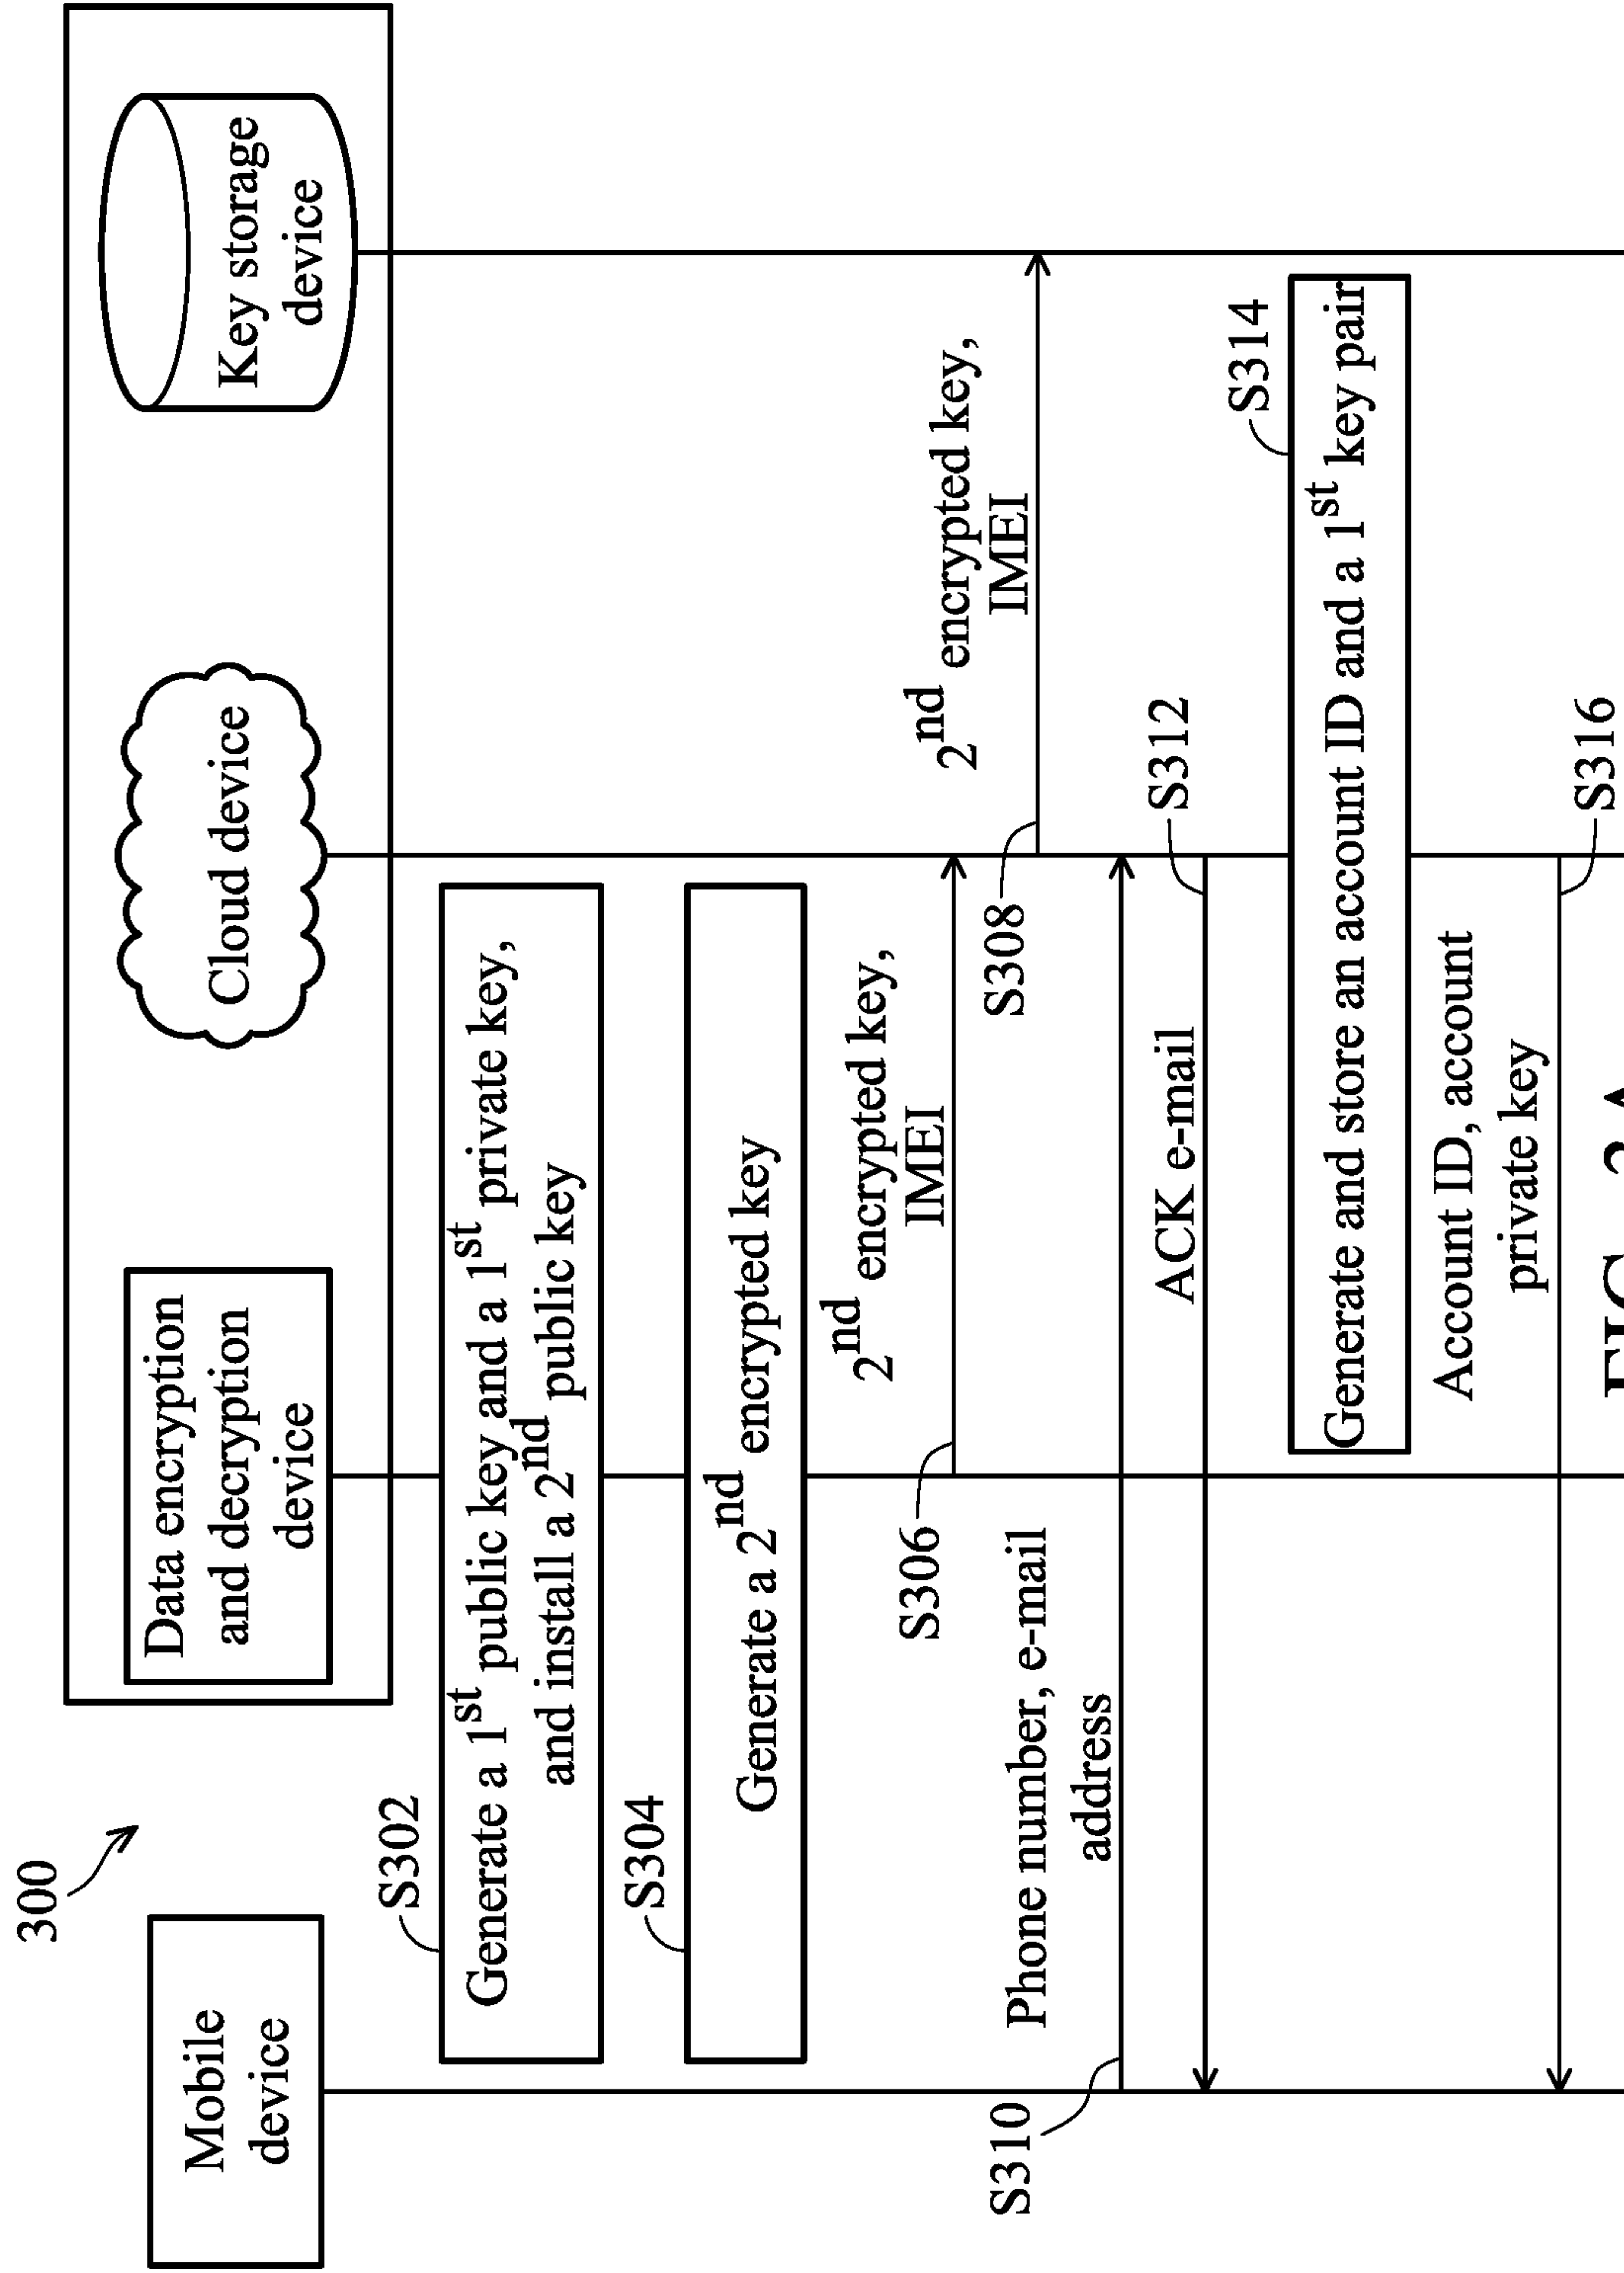 300
Mobile
device
Data encryption
and decryption
device
Cloud device
Key storage
device
S302
Generate a 1st public key and a 1st private key,
and install a 2nd public key
S304
Generate a 2nd encrypted key
2nd encrypted key,
IMEI
S306
2nd encrypted key,
IMEI
S308
Phone number, e-mail
address
S310
ACK e-mail
S312
S314
Generate and store an account ID and a 1st key pair
Account ID, account
private key
S316